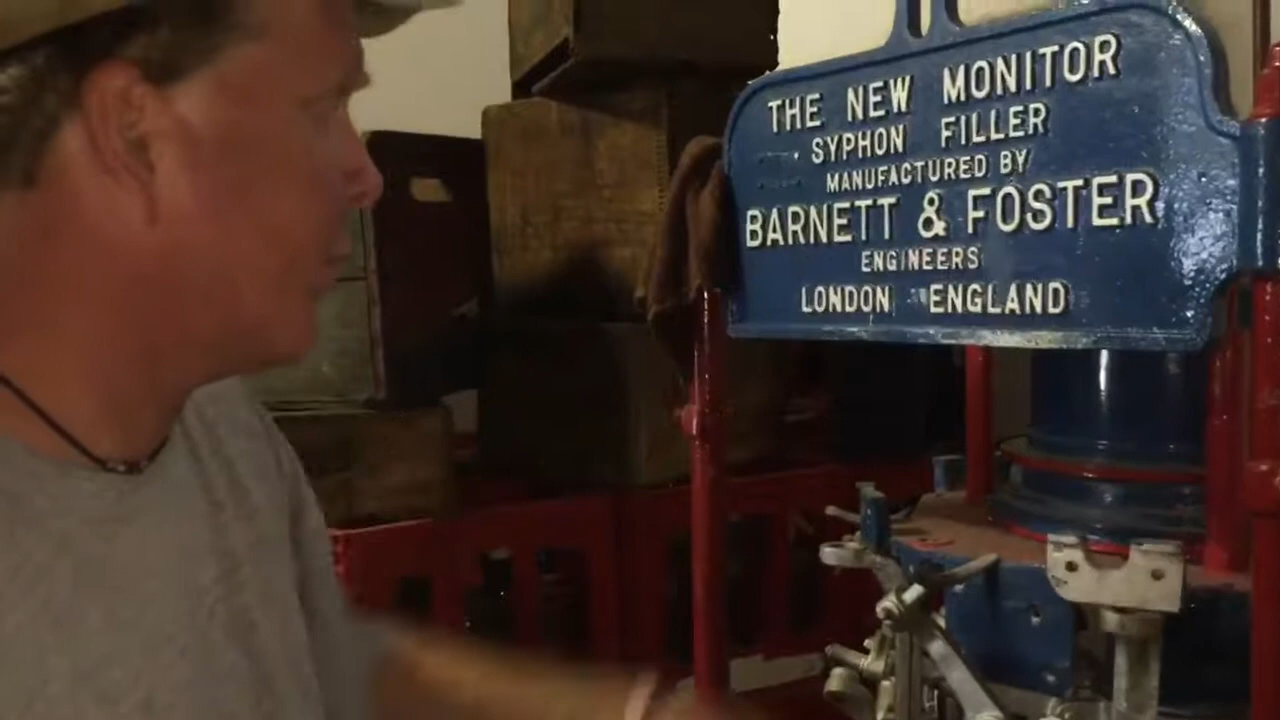 THE NEW MONITOR
SYPHON FILLER
MANUFACTURED BY
BARNETT & FOSTER
ENGINEERS
LONDON ENGLAND